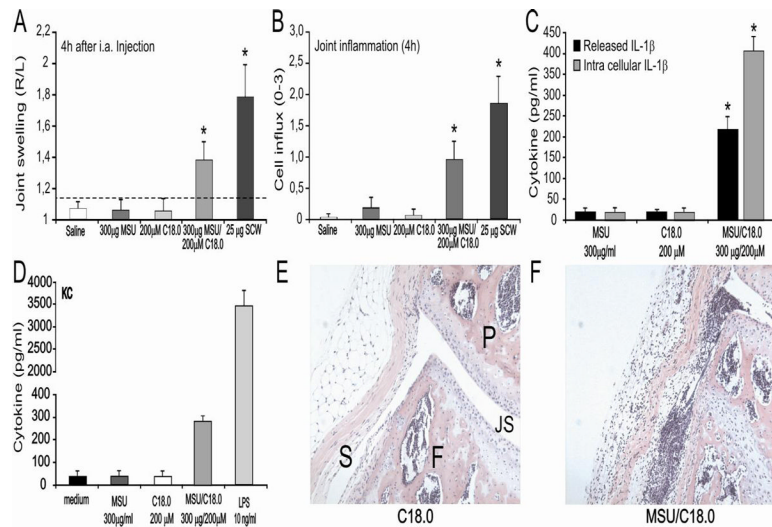 A
4h after i.a. Injection
Joint swelling (R/L)
2,2
2
1,8
1,6
1,4
1,2
1
Saline
300µg MSU
200µM C18.0
300µg MSU/
200µM C18.0
25 µg SCW
*
*
B
Joint inflammation (4h)
Cell influx (0-3)
3,0
2,5
2,0
1,5
1,0
0,5
0,0
Saline
300µg MSU
200µM C18.0
300µg MSU/
200µM C18.0
25 µg SCW
*
*
C
Released IL-1β
Intra cellular IL-1β
Cytokine (pg/ml)
450
400
350
300
250
200
150
100
50
0
MSU
300µg/ml
C18.0
200 µM
MSU/C18.0
300 µg/200µM
*
*
D
KC
Cytokine (pg/ml)
4000
3500
3000
2500
2000
400
300
200
100
00
medium
MSU
300µg/ml
C18.0
200 µM
MSU/C18.0
300 µg/200µM
LPS
10 ng/ml
E
P
JS
S
F
C18.0
F
MSU/C18.0